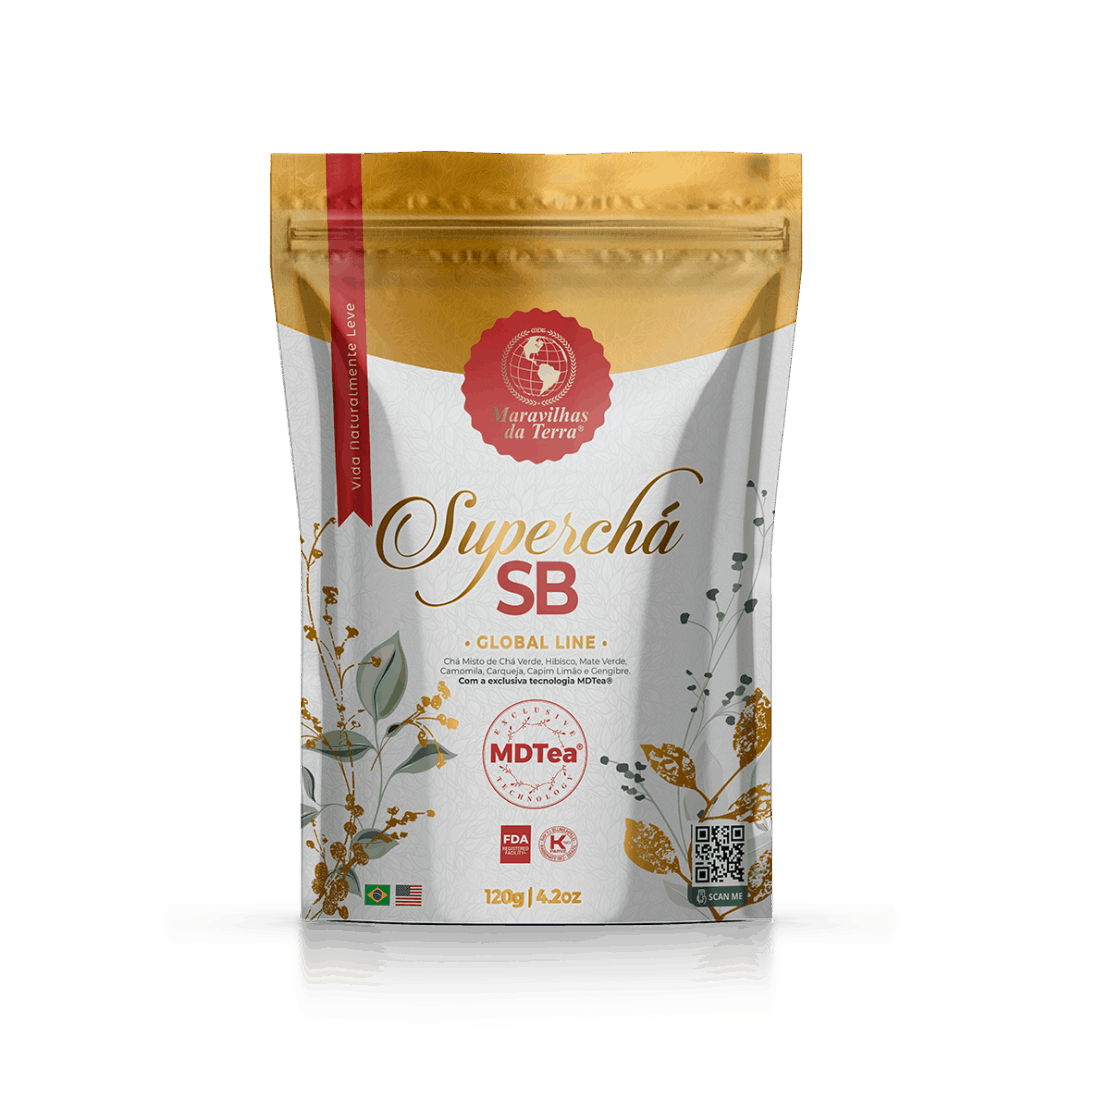 Vida Naturalmente Leve
Maravilhas
da Terra®
Superchá
SB
• GLOBAL LINE •
Chá Misto de Chá Verde, Hibisco, Mate Verde,
Camomila, Carqueja, Capim Limão e Gengibre.
Com a exclusiva tecnologia MDTea®
EXCLUSIVE
MDTea®
TECHNOLOGY
FDA
REGISTERED
FACILITY
K
120g | 4.2oz
SCAN ME